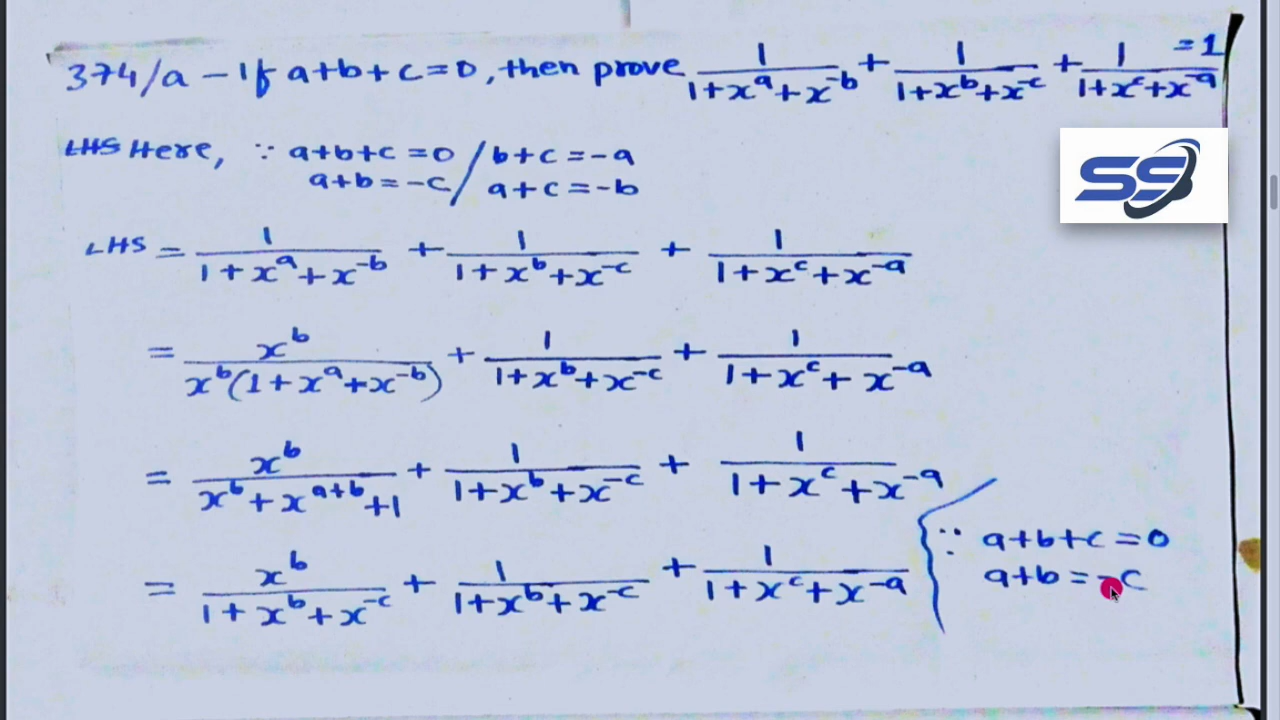 374/a - If a+b+c=0, then prove 1/(1+x^a+x^-b) + 1/(1+x^b+x^-c) + 1/(1+x^c+x^-a) =1
SS
LHS Here, ∵ a+b+c=0 / b+c=-a
a+b=-c / a+c=-b
LHS = 1/(1+x^a+x^-b) + 1/(1+x^b+x^-c) + 1/(1+x^c+x^-a)
= x^b/(x^b(1+x^a+x^-b)) + 1/(1+x^b+x^-c) + 1/(1+x^c+x^-a)
= x^b/(x^b+x^(a+b)+1) + 1/(1+x^b+x^-c) + 1/(1+x^c+x^-a)
= x^b/(1+x^b+x^-c) + 1/(1+x^b+x^-c) + 1/(1+x^c+x^-a)
∵ a+b+c=0
a+b=-c